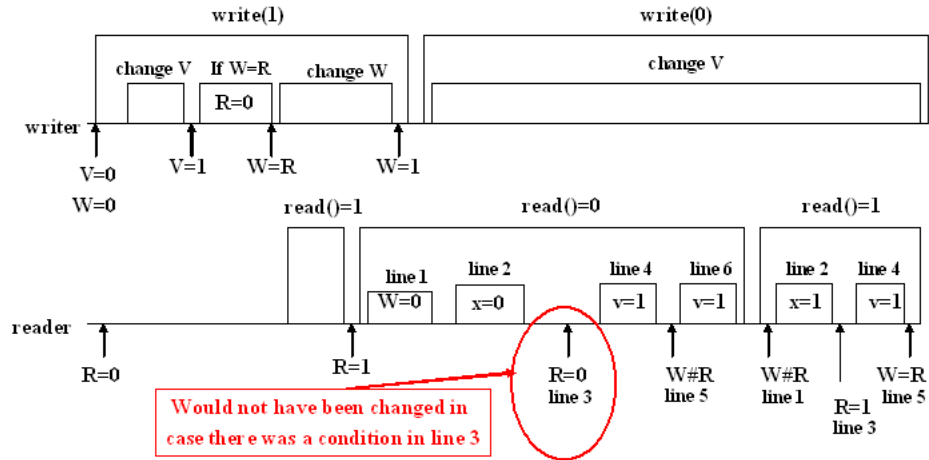 write(1) write(0)
change V If W=R change W change V
R=0
writer
V=0 V=1 W=R W=1
W=0
read()=1 read()=0 read()=1
line 1 line 2 line 4 line 6 line 2 line 4
W=0 x=0 v=1 v=1 x=1 v=1
reader
R=0 R=1 R=0 W#R W#R W=R
line 3 line 5 line 1 R=1 line 5
line 3
Would not have been changed in
case there was a condition in line 3